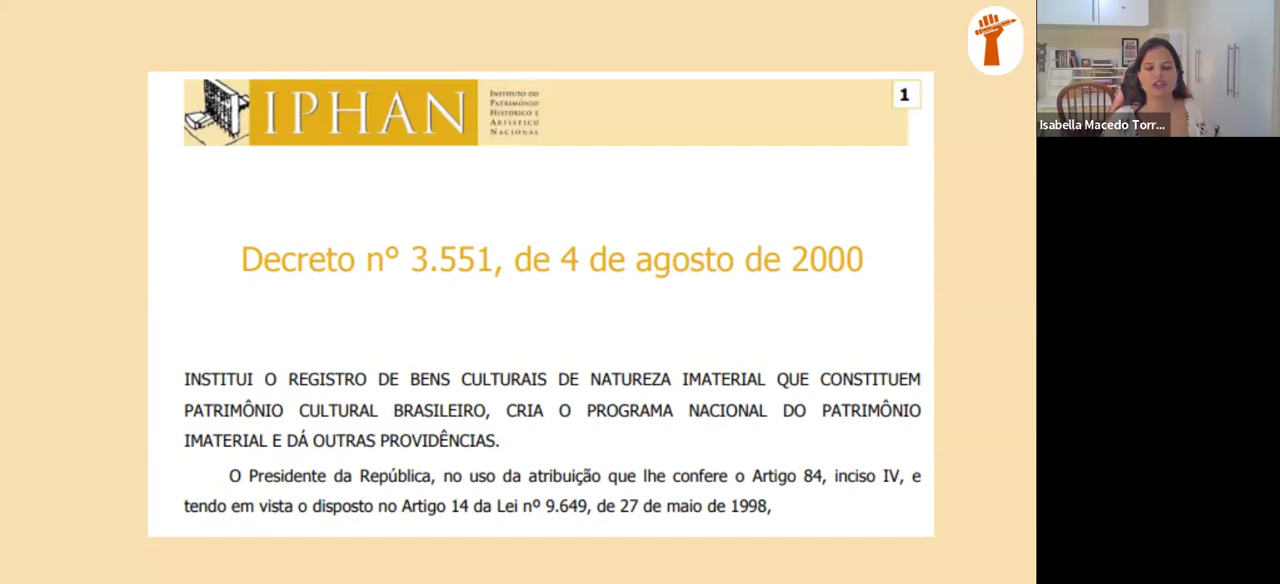 IPHAN
INSTITUTO DO
PATRIMÔNIO
HISTÓRICO E
ARTÍSTICO
NACIONAL
1
Decreto n° 3.551, de 4 de agosto de 2000
INSTITUI O REGISTRO DE BENS CULTURAIS DE NATUREZA IMATERIAL QUE CONSTITUEM
PATRIMÔNIO CULTURAL BRASILEIRO, CRIA O PROGRAMA NACIONAL DO PATRIMÔNIO
IMATERIAL E DÁ OUTRAS PROVIDÊNCIAS.
O Presidente da República, no uso da atribuição que lhe confere o Artigo 84, inciso IV, e
tendo em vista o disposto no Artigo 14 da Lei nº 9.649, de 27 de maio de 1998,
Isabella Macedo Torr...